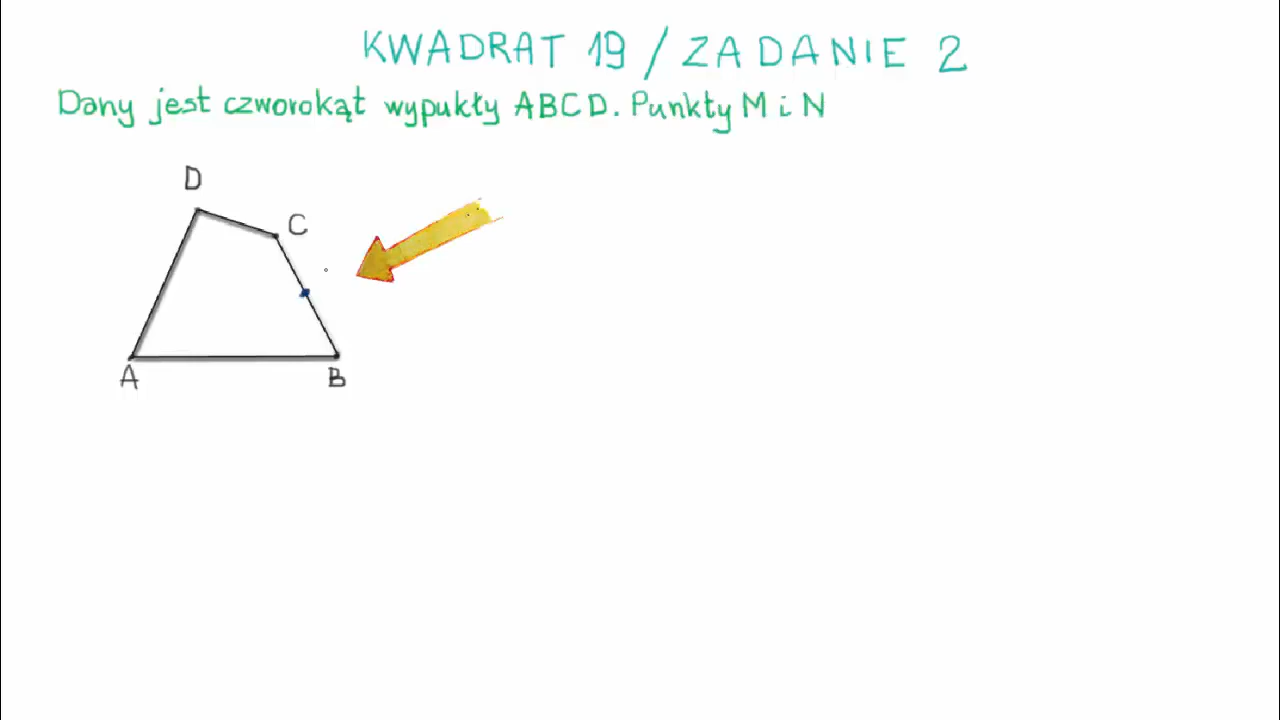 KWADRAT 19 / ZADANIE 2
Dany jest czworokąt wypukły ABCD. Punkty M i N
D
C
A
B